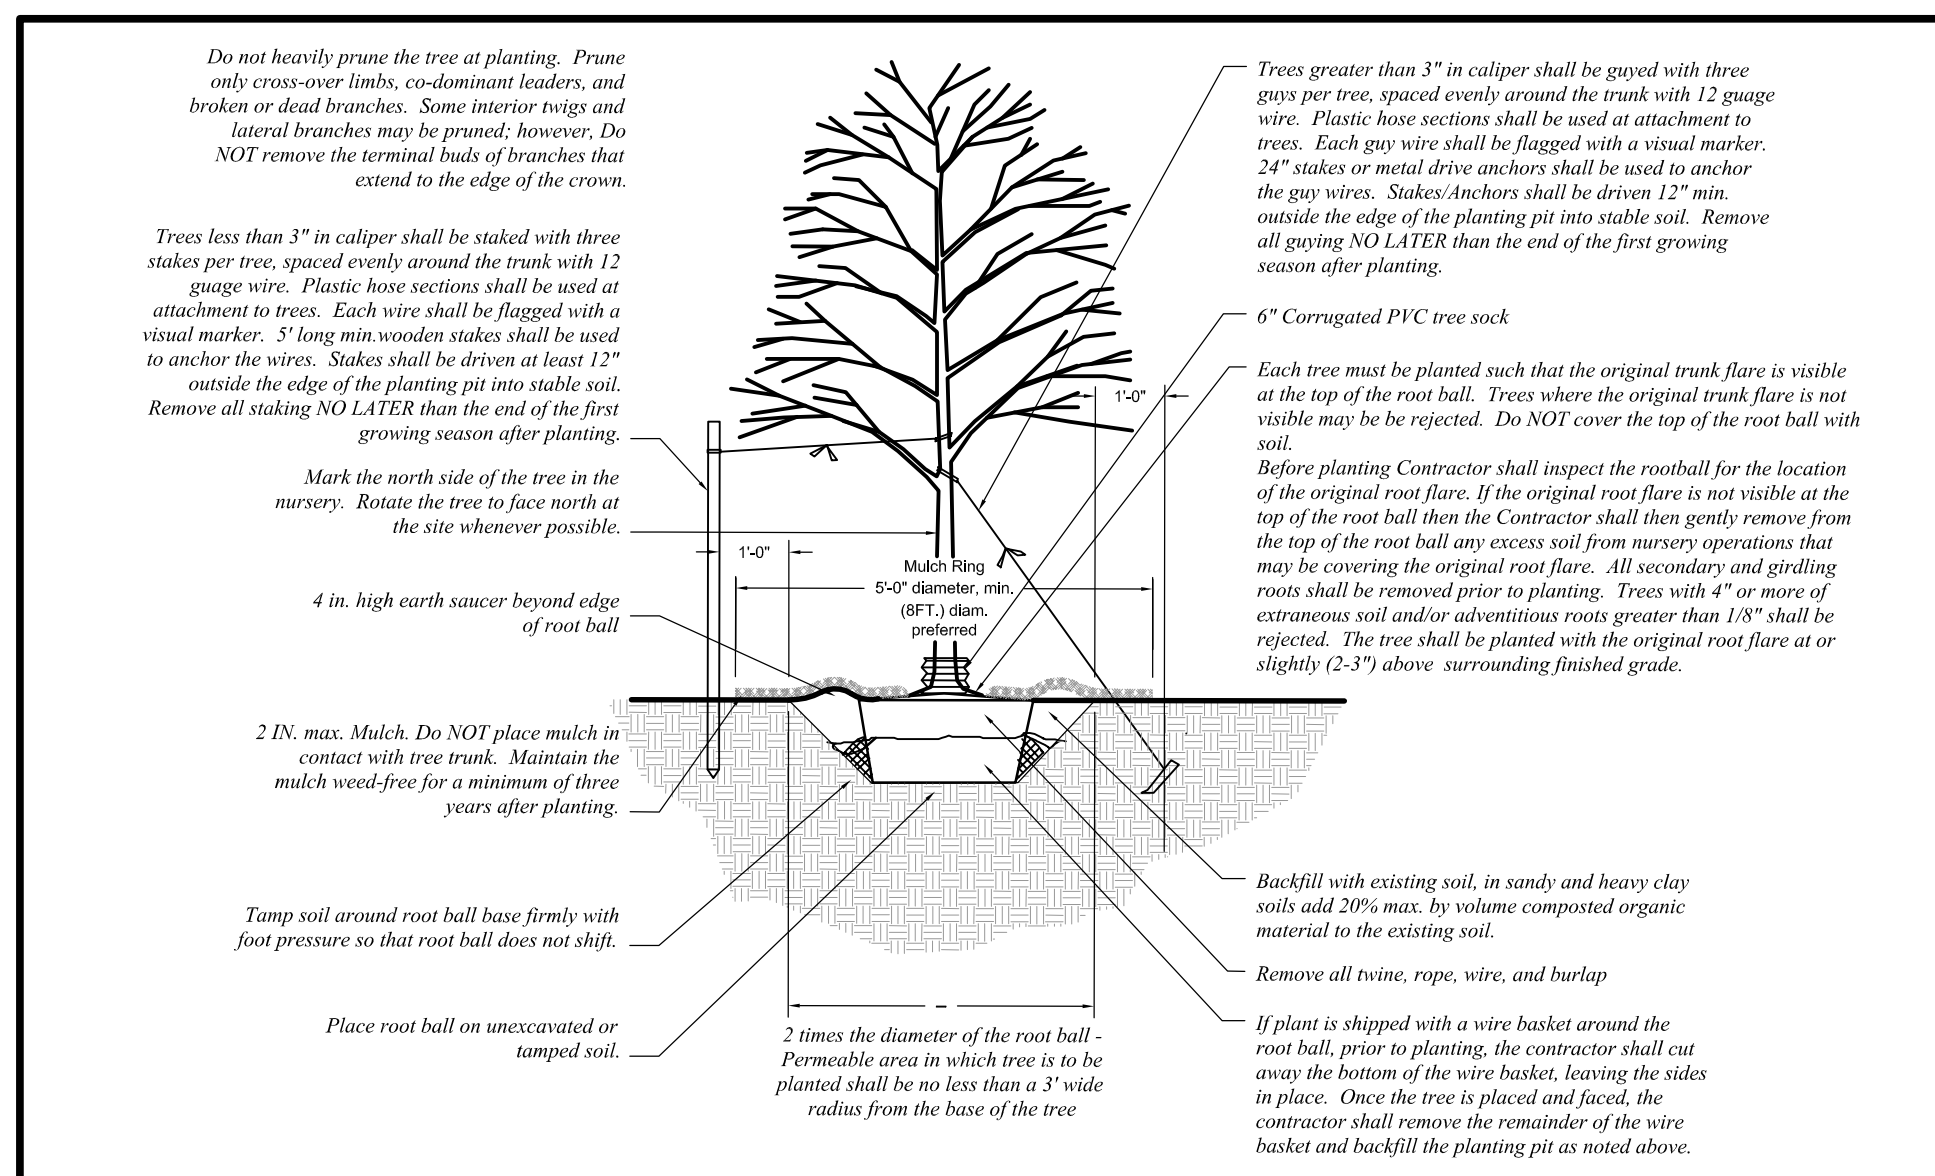 Do not heavily prune the tree at planting.  Prune
only cross-over limbs, co-dominant leaders, and
broken or dead branches.  Some interior twigs and
lateral branches may be pruned; however, Do
NOT remove the terminal buds of branches that
extend to the edge of the crown.
Trees less than 3" in caliper shall be staked with three
stakes per tree, spaced evenly around the trunk with 12
guage wire.  Plastic hose sections shall be used at
attachment to trees.  Each wire shall be flagged with a
visual marker.  5' long min.wooden stakes shall be used
to anchor the wires.  Stakes shall be driven at least 12"
outside the edge of the planting pit into stable soil.
Remove all staking NO LATER than the end of the first
growing season after planting.
Mark the north side of the tree in the
nursery.  Rotate the tree to face north at
the site whenever possible.
4 in. high earth saucer beyond edge
of root ball
2 IN. max. Mulch. Do NOT place mulch in
contact with tree trunk.  Maintain the
mulch weed-free for a minimum of three
years after planting.
Tamp soil around root ball base firmly with
foot pressure so that root ball does not shift.
Place root ball on unexcavated or
tamped soil.
1'-0"
1'-0"
Mulch Ring
5'-0" diameter, min.
(8FT.) diam.
preferred
2 times the diameter of the root ball -
Permeable area in which tree is to be
planted shall be no less than a 3' wide
radius from the base of the tree
Trees greater than 3" in caliper shall be guyed with three
guys per tree, spaced evenly around the trunk with 12 guage
wire.  Plastic hose sections shall be used at attachment to
trees.  Each guy wire shall be flagged with a visual marker.
24" stakes or metal drive anchors shall be used to anchor
the guy wires.  Stakes/Anchors shall be driven 12" min.
outside the edge of the planting pit into stable soil.  Remove
all guying NO LATER than the end of the first growing
season after planting.
6" Corrugated PVC tree sock
Each tree must be planted such that the original trunk flare is visible
at the top of the root ball.  Trees where the original trunk flare is not
visible may be be rejected.  Do NOT cover the top of the root ball with
soil.
Before planting Contractor shall inspect the rootball for the location
of the original root flare. If the original root flare is not visible at the
top of the root ball then the Contractor shall then gently remove from
the top of the root ball any excess soil from nursery operations that
may be covering the original root flare.  All secondary and girdling
roots shall be removed prior to planting.  Trees with 4" or more of
extraneous soil and/or adventitious roots greater than 1/8" shall be
rejected.  The tree shall be planted with the original root flare at or
slightly (2-3") above  surrounding finished grade.
Backfill with existing soil, in sandy and heavy clay
soils add 20% max. by volume composted organic
material to the existing soil.
Remove all twine, rope, wire, and burlap
If plant is shipped with a wire basket around the
root ball, prior to planting, the contractor shall cut
away the bottom of the wire basket, leaving the sides
in place.  Once the tree is placed and faced, the
contractor shall remove the remainder of the wire
basket and backfill the planting pit as noted above.